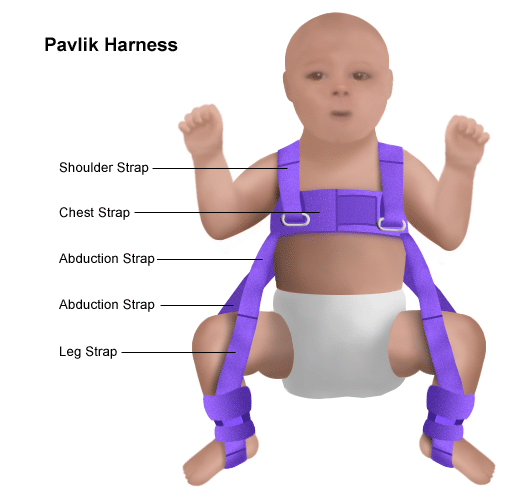 Pavlik Harness
Shoulder Strap
Chest Strap
Abduction Strap
Abduction Strap
Leg Strap